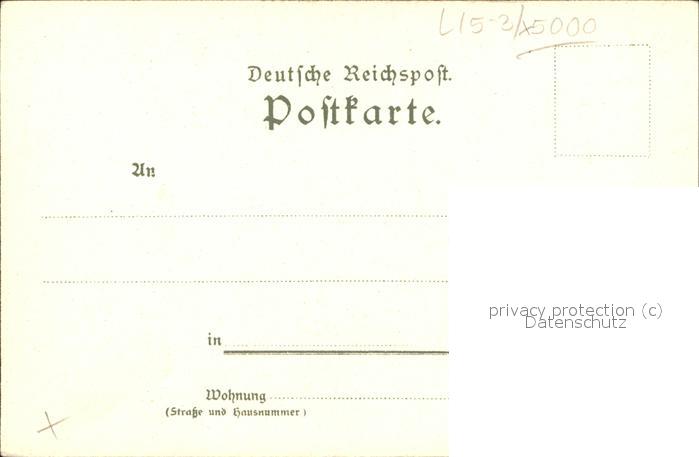 L15-3/x5000
Deutsche Reichspost.
Postkarte.
An
in
Wohnung
(Straße und Hausnummer)
privacy protection (c)
Datenschutz